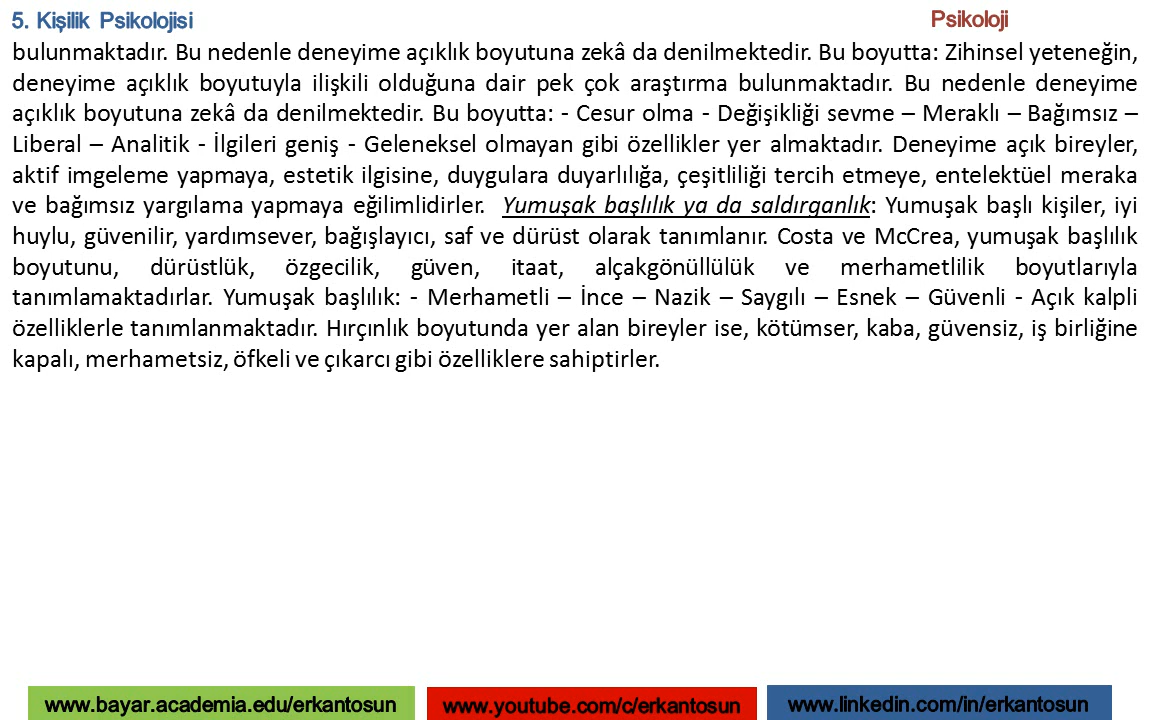 5. Kişilik Psikolojisi
Psikoloji
bulunmaktadır. Bu nedenle deneyime açıklık boyutuna zekâ da denilmektedir. Bu boyutta: Zihinsel yeteneğin,
deneyime açıklık boyutuyla ilişkili olduğuna dair pek çok araştırma bulunmaktadır. Bu nedenle deneyime
açıklık boyutuna zekâ da denilmektedir. Bu boyutta: - Cesur olma - Değişikliği sevme – Meraklı – Bağımsız –
Liberal – Analitik - İlgileri geniş - Geleneksel olmayan gibi özellikler yer almaktadır. Deneyime açık bireyler,
aktif imgeleme yapmaya, estetik ilgisine, duygulara duyarlılığa, çeşitliliği tercih etmeye, entelektüel meraka
ve bağımsız yargılama yapmaya eğilimlidirler. Yumuşak başlılık ya da saldırganlık: Yumuşak başlı kişiler, iyi
huylu, güvenilir, yardımsever, bağışlayıcı, saf ve dürüst olarak tanımlanır. Costa ve McCrea, yumuşak başlılık
boyutunu, dürüstlük, özgecilik, güven, itaat, alçakgönüllülük ve merhametlilik boyutlarıyla
tanımlamaktadırlar. Yumuşak başlılık: - Merhametli – İnce – Nazik – Saygılı – Esnek – Güvenli - Açık kalpli
özelliklerle tanımlanmaktadır. Hırçınlık boyutunda yer alan bireyler ise, kötümser, kaba, güvensiz, iş birliğine
kapalı, merhametsiz, öfkeli ve çıkarcı gibi özelliklere sahiptirler.
www.bayar.academia.edu/erkantosun
www.youtube.com/c/erkantosun
www.linkedin.com/in/erkantosun